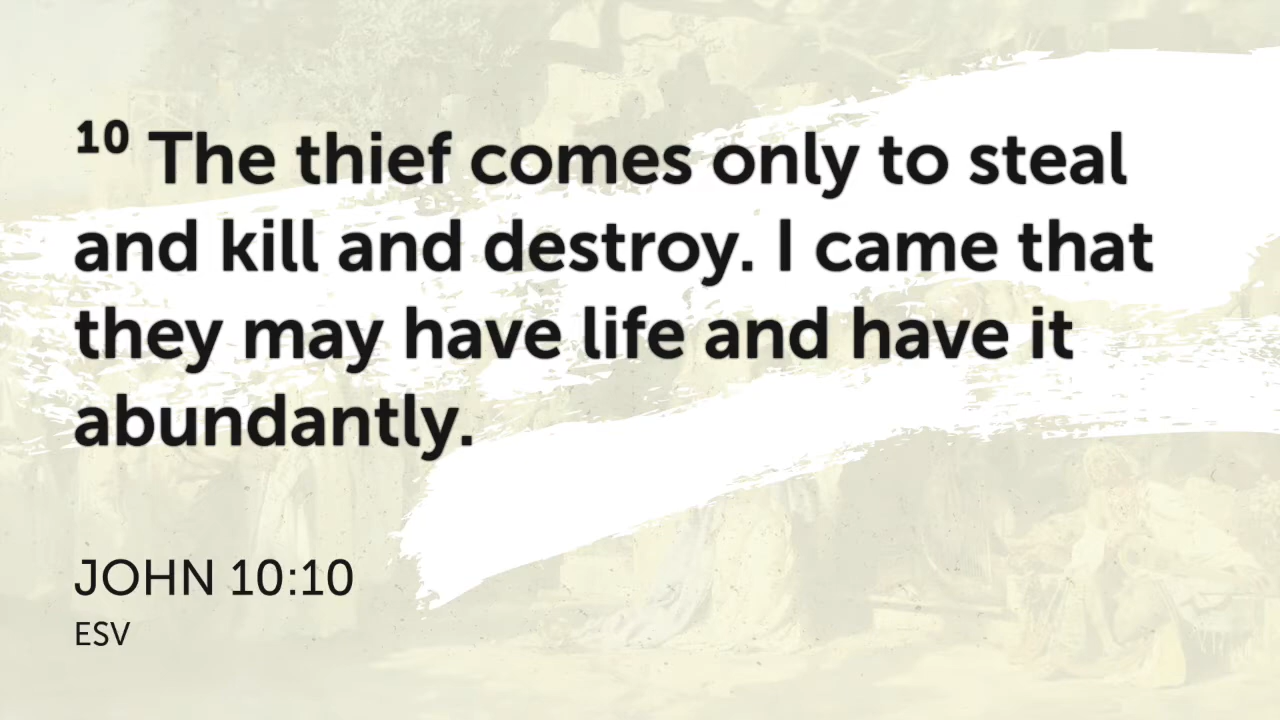 ¹⁰ The thief comes only to steal
and kill and destroy. I came that
they may have life and have it
abundantly.
JOHN 10:10
ESV